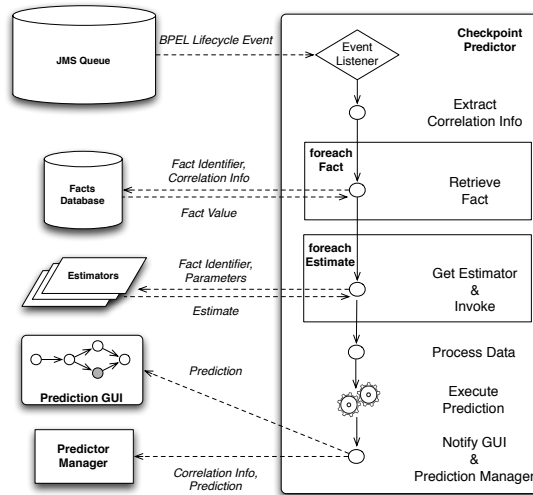 BPEL Lifecycle Event
JMS Queue
Event
Listener
Checkpoint
Predictor
Extract
Correlation Info
foreach
Fact
Fact Identifier,
Correlation Info
Facts
Database
Fact Value
Retrieve
Fact
foreach
Estimate
Fact Identifier,
Parameters
Estimators
Estimate
Get Estimator
&
Invoke
Process Data
Prediction
Prediction GUI
Execute
Prediction
Predictor
Manager
Correlation Info,
Prediction
Notify GUI
&
Prediction Manager